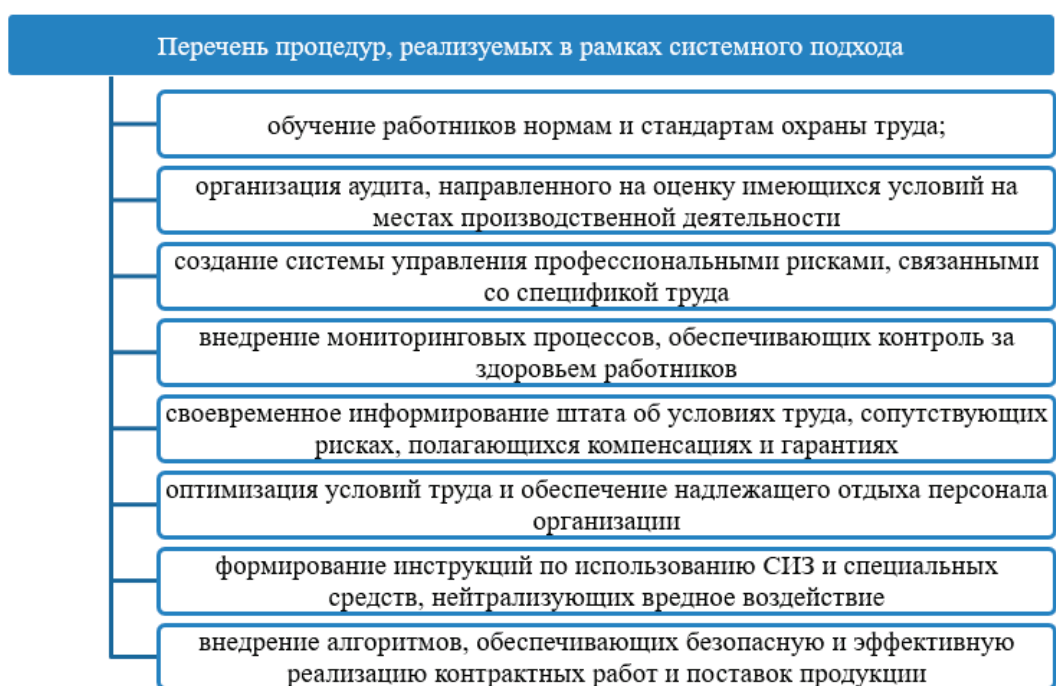 Перечень процедур, реализуемых в рамках системного подхода
обучение работников нормам и стандартам охраны труда;
организация аудита, направленного на оценку имеющихся условий на
местах производственной деятельности
создание системы управления профессиональными рисками, связанными
со спецификой труда
внедрение мониторинговых процессов, обеспечивающих контроль за
здоровьем работников
своевременное информирование штата об условиях труда, сопутствующих
рисках, полагающихся компенсациях и гарантиях
оптимизация условий труда и обеспечение надлежащего отдыха персонала
организации
формирование инструкций по использованию СИЗ и специальных
средств, нейтрализующих вредное воздействие
внедрение алгоритмов, обеспечивающих безопасную и эффективную
реализацию контрактных работ и поставок продукции